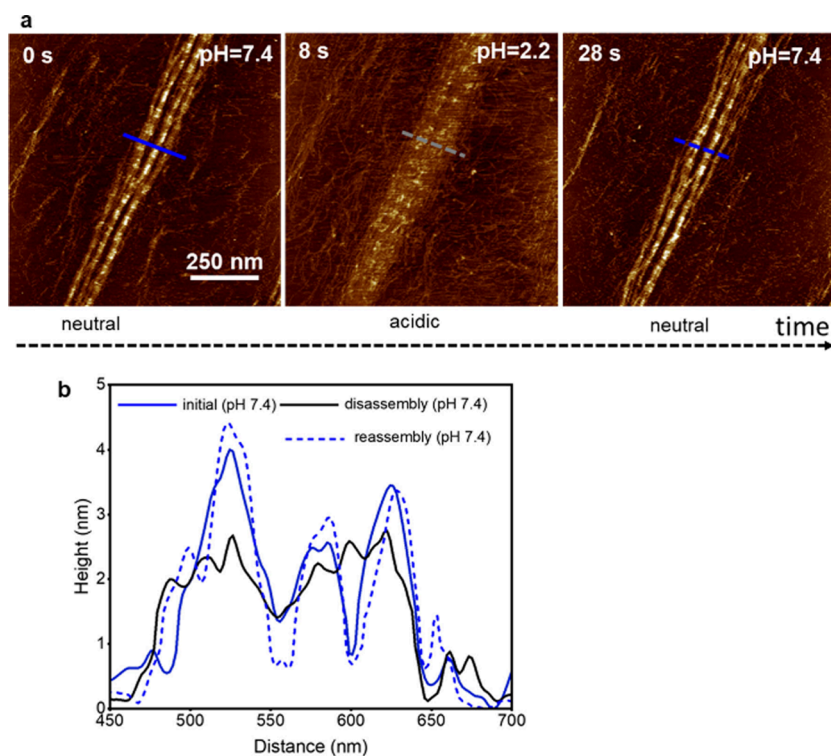 a
0 s pH=7.4
8 s pH=2.2
28 s pH=7.4
250 nm
neutral
acidic
neutral
time
b
initial (pH 7.4)
disassembly (pH 7.4)
reassembly (pH 7.4)
Height (nm)
5
4
3
2
1
0
450 500 550 600 650 700
Distance (nm)